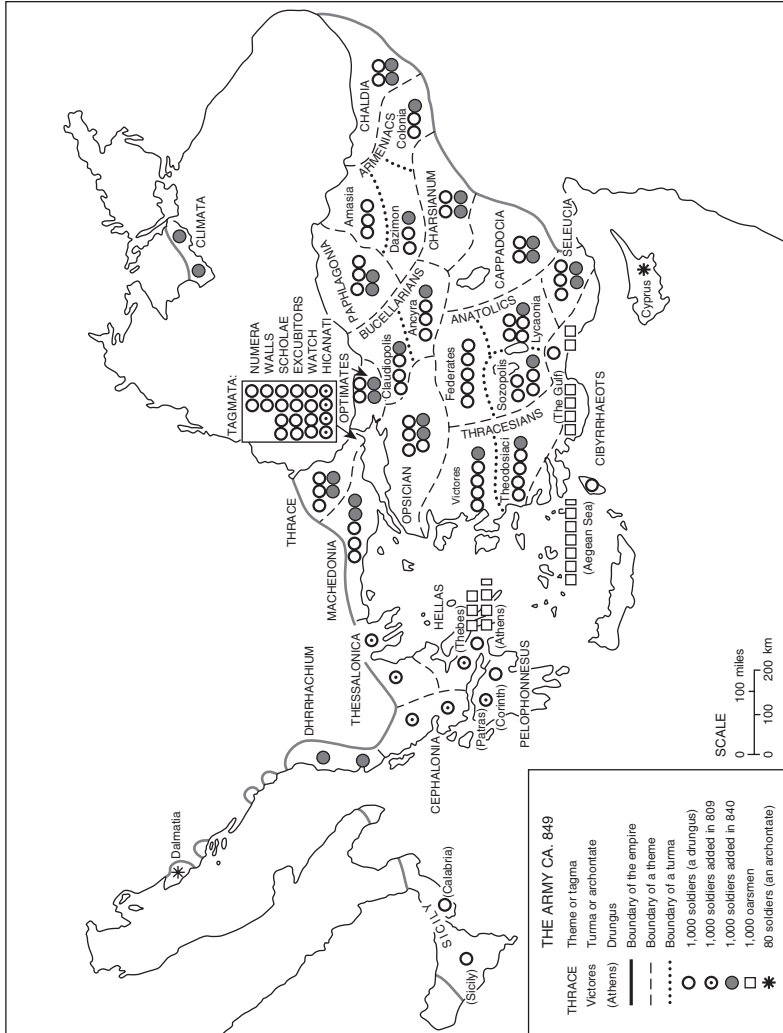 CLIMATA
CHALDIA
Colonia
ARMENIACS
Amasia
Dazimon
CHARSIANUM
PAPHLAGONIA
BUCELLARIANS
Ancyra
Claudiopolis
CAPPADOCIA
SELEUCIA
Cyprus
ANATOLICS
Lycaonia
Federates
Sozopolis
(The Gulf)
CIBYRRHAEOTS
THRACESIANS
Victores
Theodosiaci
(Aegean Sea)
OPSICIAN
OPTIMATES
TAGMATA:
NUMERA
WALLS
SCHOLAE
EXCUBITORS
WATCH
HICANATI
THRACE
MACHEDONIA
THESSALONICA
HELLAS
(Thebes)
(Athens)
(Patras)
(Corinth)
PELOPHONNESUS
CEPHALONIA
DHRRHACHIUM
Dalmatia
SICILY
(Calabria)
(Sicily)
SCALE
0 100 miles
0 100 200 km
THE ARMY CA. 849
THRACE Theme or tagma
Victores Turma or archontate
(Athens) Drungus
Boundary of the empire
Boundary of a theme
Boundary of a turma
1,000 soldiers (a drungus)
1,000 soldiers added in 809
1,000 soldiers added in 840
1,000 oarsmen
80 soldiers (an archontate)